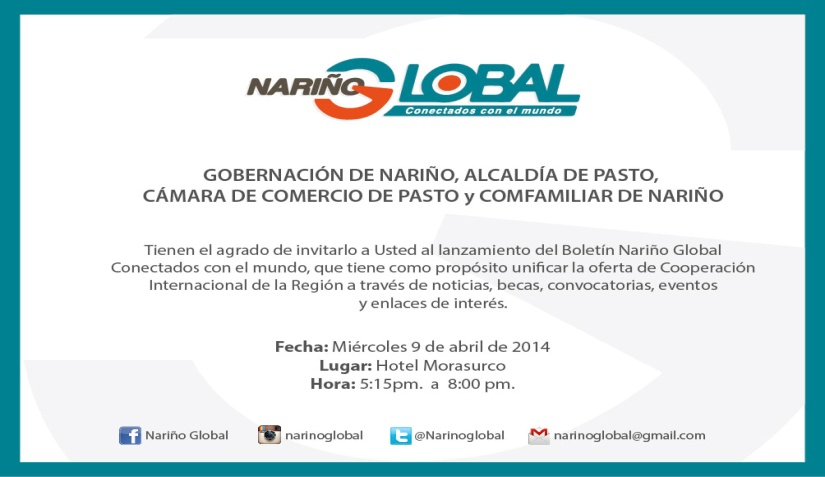 NARIÑO GLOBAL
Conectados con el mundo
GOBERNACIÓN DE NARIÑO, ALCALDÍA DE PASTO,
CÁMARA DE COMERCIO DE PASTO y COMFAMILIAR DE NARIÑO
Tienen el agrado de invitarlo a Usted al lanzamiento del Boletín Nariño Global
Conectados con el mundo, que tiene como propósito unificar la oferta de Cooperación
Internacional de la Región a través de noticias, becas, convocatorias, eventos
y enlaces de interés.
Fecha: Miércoles 9 de abril de 2014
Lugar: Hotel Morasurco
Hora: 5:15pm. a 8:00 pm.
Nariño Global narinoglobal @Narinoglobal narinoglobal@gmail.com